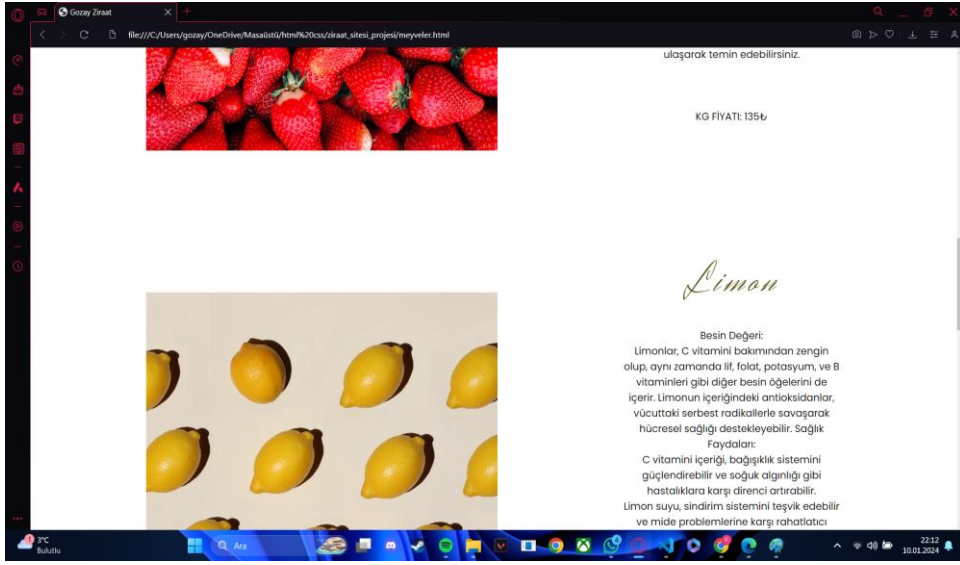 Gozay Ziraat
file:///C:/Users/gozay/OneDrive/Masaüstü/html%20css/ziraat_sitesi_projesi/meyveler.html
ulaşarak temin edebilirsiniz.
KG FİYATI: 135₺
Limon
Besin Değeri:
Limonlar, C vitamini bakımından zengin
olup, aynı zamanda lif, folat, potasyum, ve B
vitaminleri gibi diğer besin öğelerini de
içerir. Limonun içeriğindeki antioksidanlar,
vücuttaki serbest radikallerle savaşarak
hücresel sağlığı destekleyebilir. Sağlık
Faydaları:
C vitamini içeriği, bağışıklık sistemini
güçlendirebilir ve soğuk algınlığı gibi
hastalıklara karşı direnci artırabilir.
Limon suyu, sindirim sistemini teşvik edebilir
ve mide problemlerine karşı rahatlatıcı
1
3°C
Bulutlu
Ara
22:12
10.01.2024